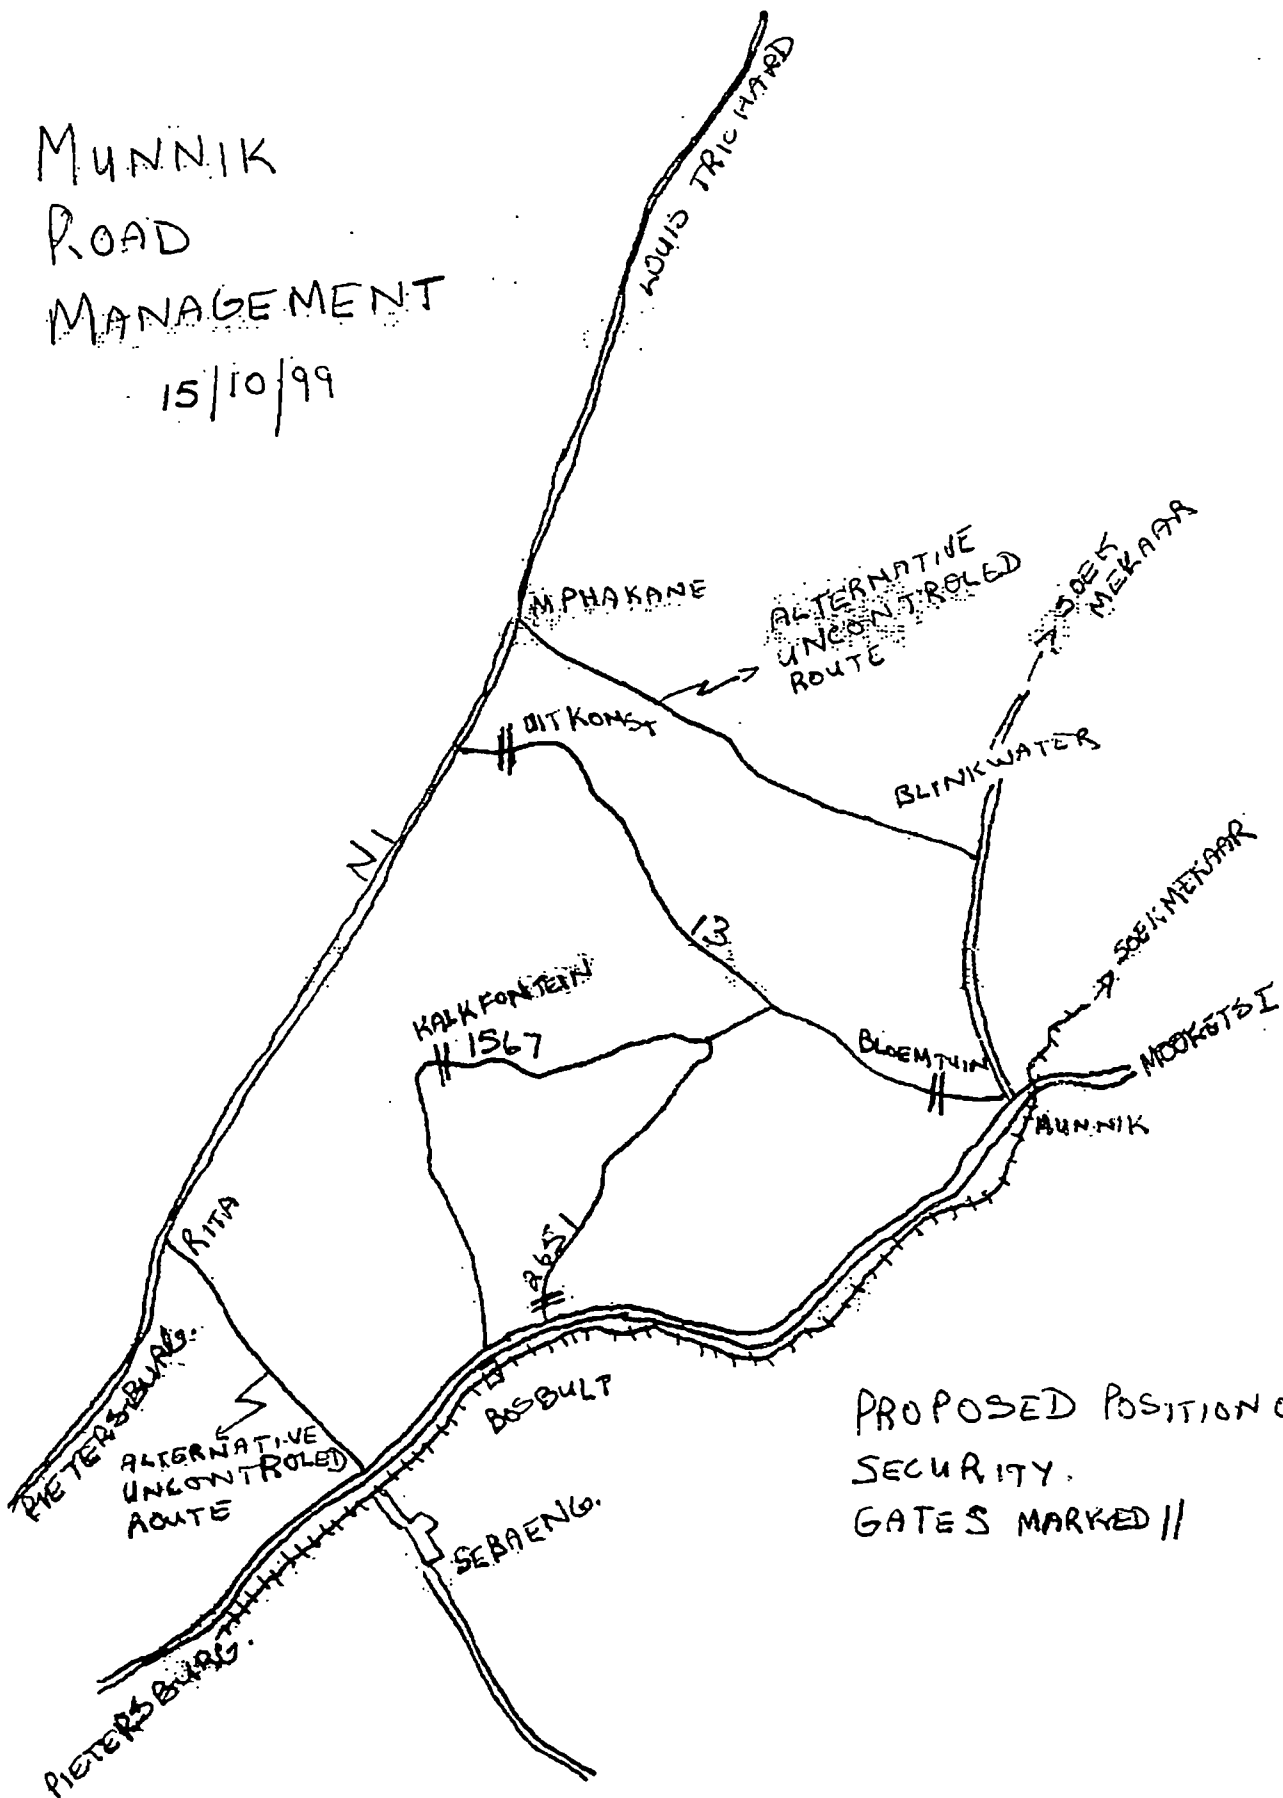 MUNNIK
ROAD
MANAGEMENT
15/10/99
LOUIS TRICHARD
MPHAKANE
ALTERNATIVE
UNCONTROLED
ROUTE
SOEK
MEKAAR
UITKOMST
BLINKWATER
N1
13
SOEKMEKAAR
KALKFONTEIN
1567
BLOEMTUIN
MOOKETSI
MUNNIK
RITA
2651
PIETERSBURG.
BOSBULT
ALTERNATIVE
UNCONTROLED
ROUTE
SEBAENG.
PIETERSBURG.
PROPOSED POSITION O
SECURITY.
GATES MARKED //